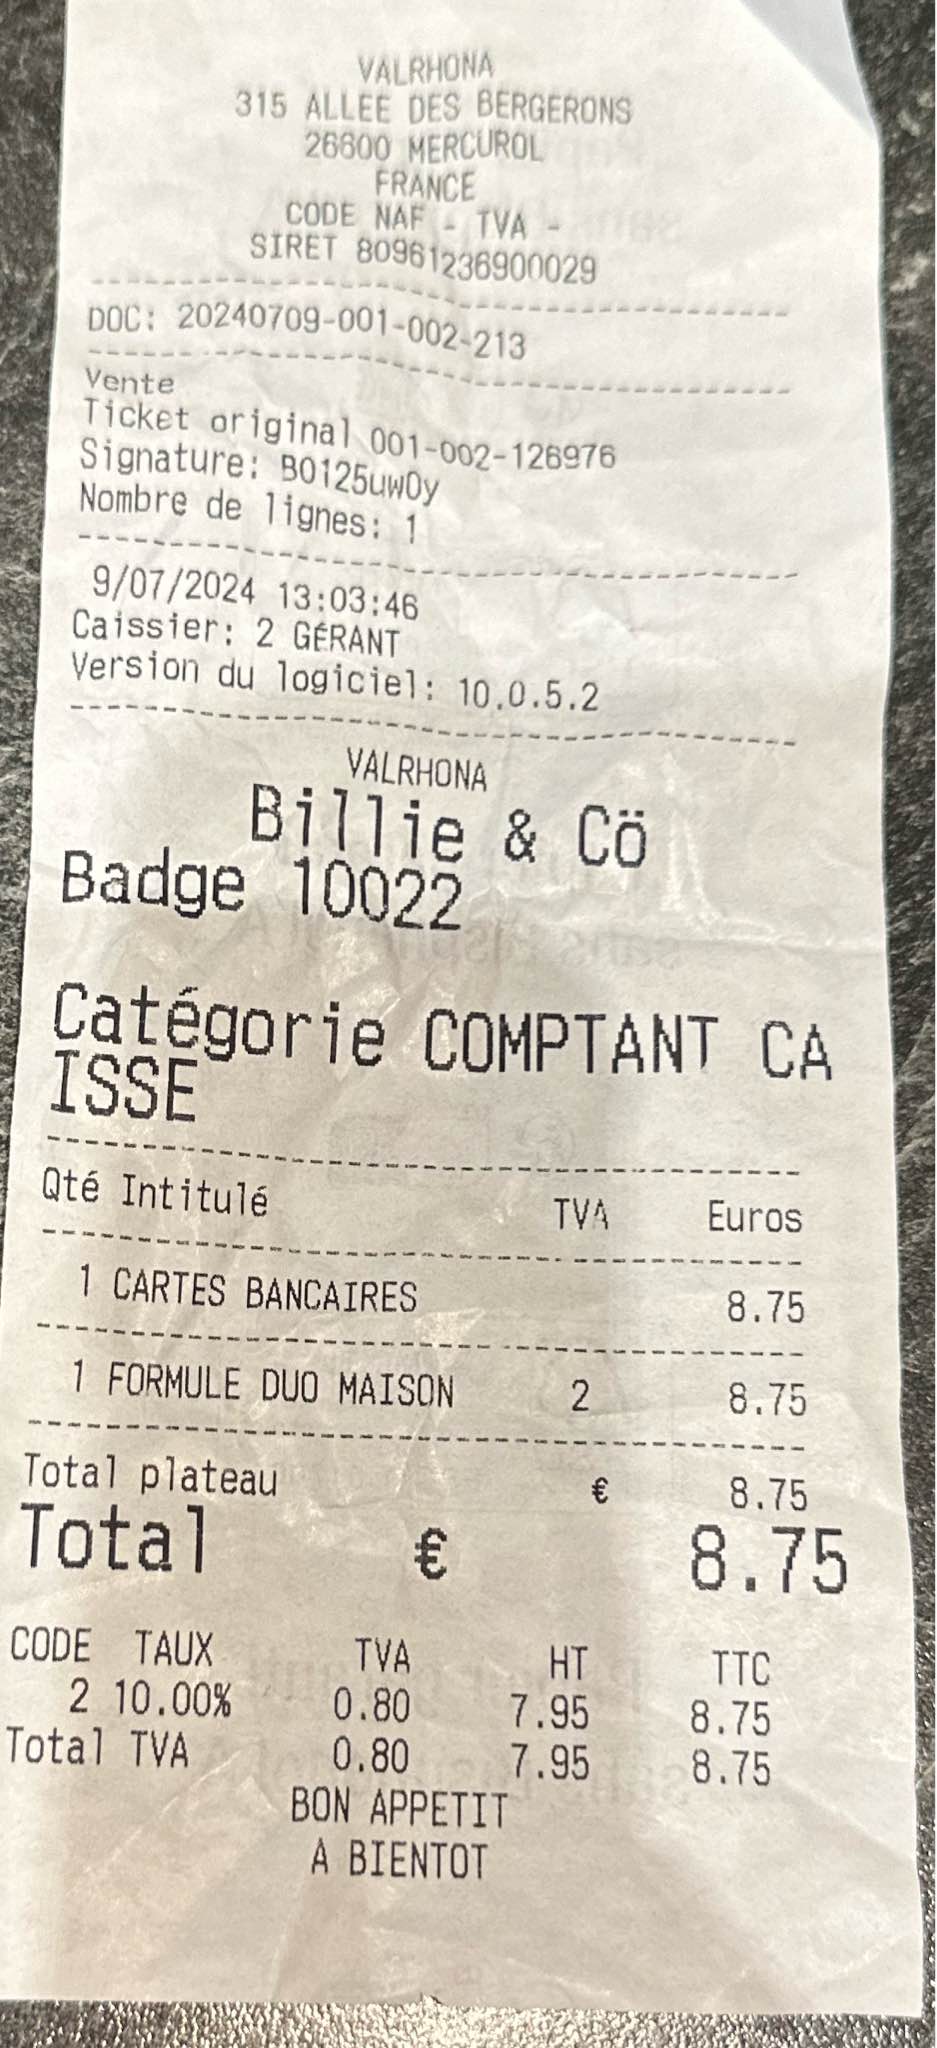 VALRHONA
315 ALLEE DES BERGERONS
26600 MERCUROL
FRANCE
CODE NAF - TVA -
SIRET 80961236900029
DOC: 20240709-001-002-213
Vente
Ticket original 001-002-126976
Signature: B0125uw0y
Nombre de lignes: 1
9/07/2024 13:03:46
Caissier: 2 GÉRANT
Version du logiciel: 10.0.5.2
VALRHONA
Billie & Cö
Badge 10022
Catégorie COMPTANT CA
ISSE
Qté Intitulé TVA Euros
1 CARTES BANCAIRES 8.75
1 FORMULE DUO MAISON 2 8.75
Total plateau € 8.75
Total € 8.75
CODE TAUX TVA HT TTC
2 10.00% 0.80 7.95 8.75
Total TVA 0.80 7.95 8.75
BON APPETIT
A BIENTOT